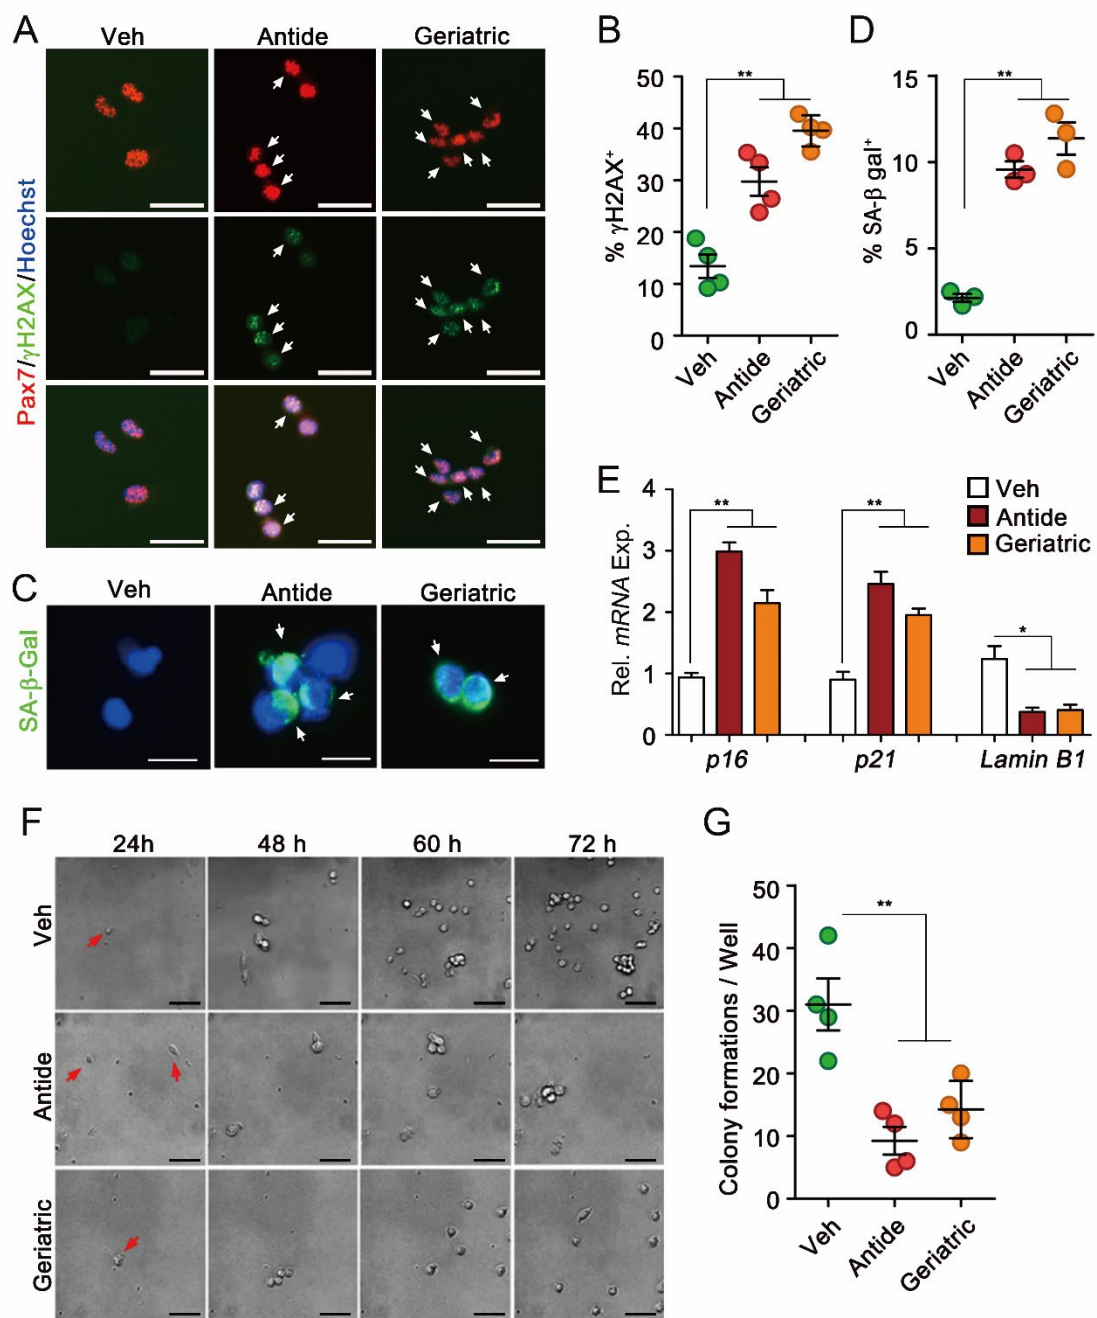 A
Veh
Antide
Geriatric
Pax7/γH2AX/Hoechst
B
% γH2AX+
50
40
30
20
10
0
**
Veh
Antide
Geriatric
D
% SA-β gal+
15
10
5
0
**
Veh
Antide
Geriatric
C
Veh
Antide
Geriatric
SA-β-Gal
E
Rel. mRNA Exp.
4
3
2
1
0
**
**
*
Veh
Antide
Geriatric
p16
p21
Lamin B1
F
24h
48 h
60 h
72 h
Veh
Antide
Geriatric
G
Colony formations / Well
50
40
30
20
10
0
**
Veh
Antide
Geriatric